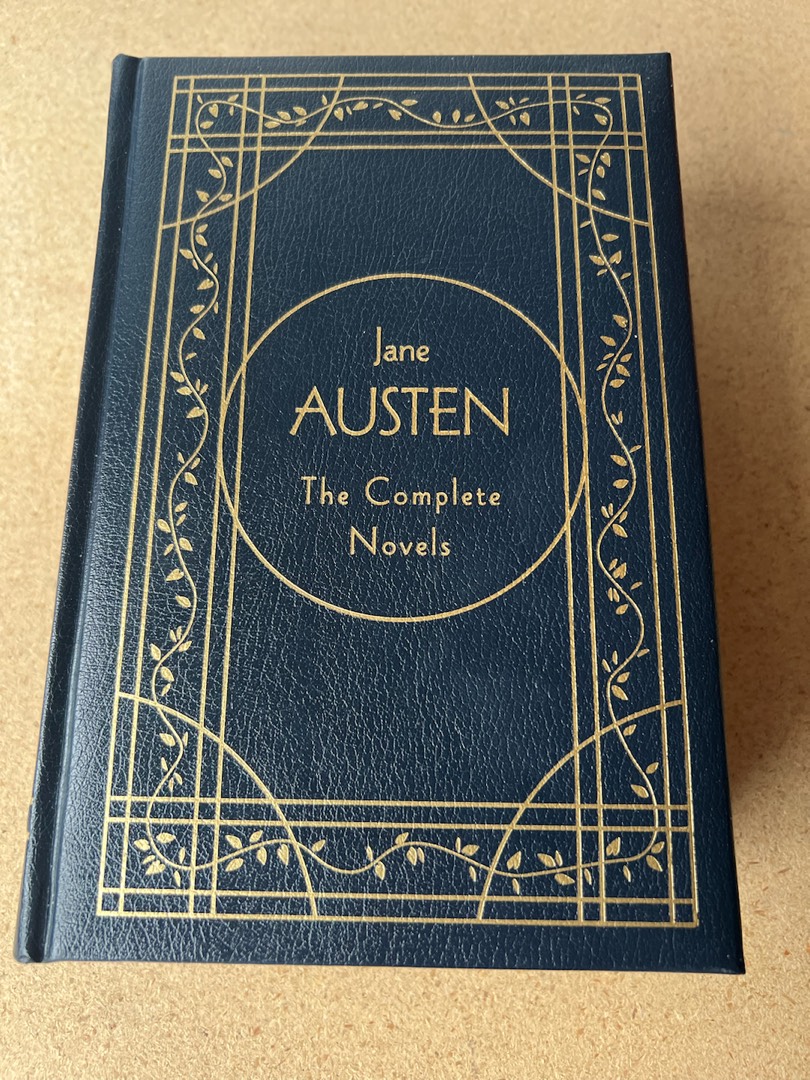 Jane
AUSTEN
The Complete
Novels